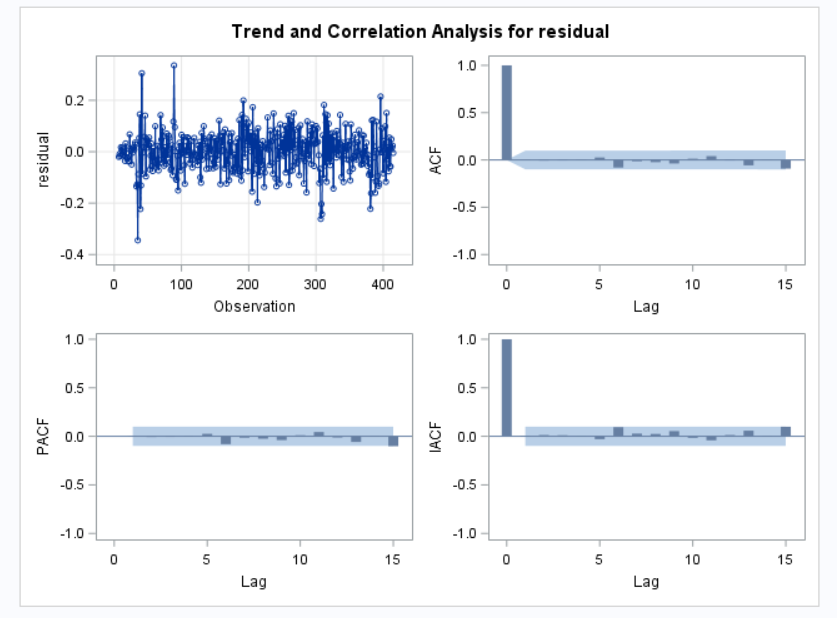 Trend and Correlation Analysis for residual
residual
0.2
0.0
-0.2
-0.4
0 100 200 300 400
Observation
ACF
1.0
0.5
0.0
-0.5
-1.0
0 5 10 15
Lag
PACF
1.0
0.5
0.0
-0.5
-1.0
0 5 10 15
Lag
IACF
1.0
0.5
0.0
-0.5
-1.0
0 5 10 15
Lag